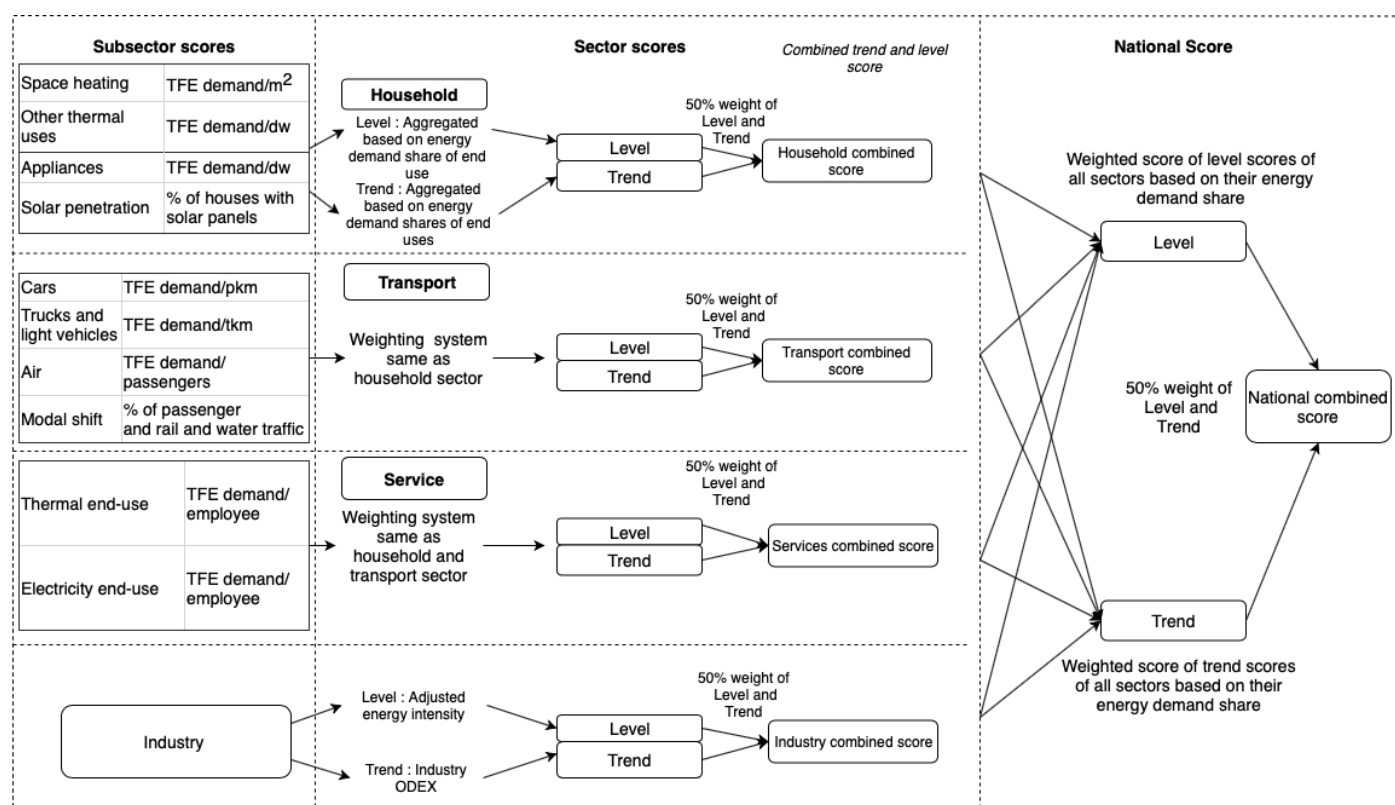 Subsector scores
Sector scores
Combined trend and level
score
National Score
Space heating
TFE demand/m²
Other thermal
uses
TFE demand/dw
Appliances
TFE demand/dw
Solar penetration
% of houses with
solar panels
Household
Level : Aggregated
based on energy
demand share of end
use
Trend : Aggregated
based on energy
demand shares of end
uses
Level
Trend
50% weight of
Level and
Trend
Household combined
score
Cars
TFE demand/pkm
Trucks and
light vehicles
TFE demand/tkm
Air
TFE demand/
passengers
Modal shift
% of passenger
and rail and water traffic
Transport
Weighting system
same as
household sector
Level
Trend
50% weight of
Level and
Trend
Transport combined
score
Thermal end-use
TFE demand/
employee
Electricity end-use
TFE demand/
employee
Service
Weighting system
same as
household and
transport sector
Level
Trend
50% weight of
Level and
Trend
Services combined score
Industry
Level : Adjusted
energy intensity
Trend : Industry
ODEX
Level
Trend
50% weight of
Level and
Trend
Industry combined score
Weighted score of level scores of
all sectors based on their energy
demand share
Level
50% weight of
Level and
Trend
National combined
score
Trend
Weighted score of trend scores
of all sectors based on their
energy demand share